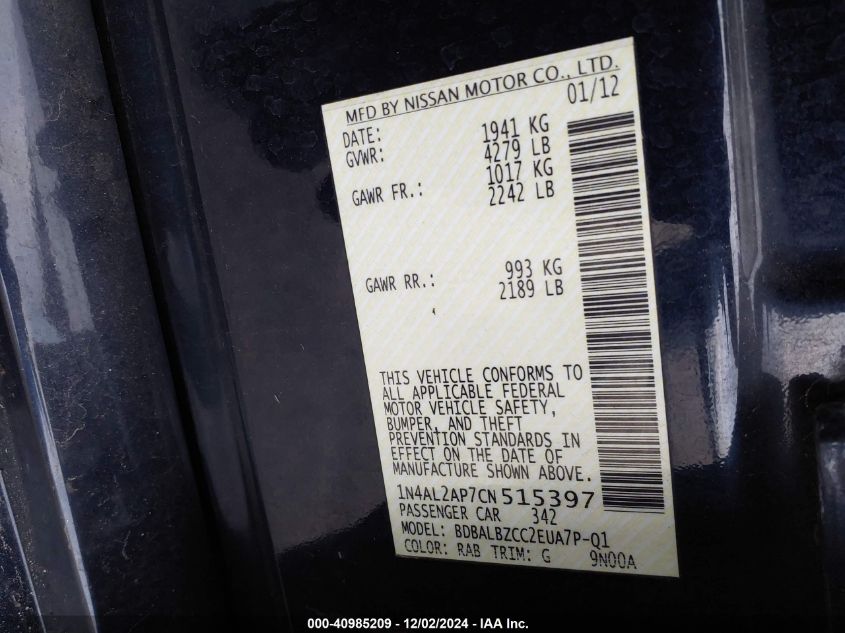 MFD BY NISSAN MOTOR CO., LTD.
DATE: 01/12
GVWR: 1941 KG
4279 LB
GAWR FR.: 1017 KG
2242 LB
GAWR RR.: 993 KG
2189 LB
THIS VEHICLE CONFORMS TO
ALL APPLICABLE FEDERAL
MOTOR VEHICLE SAFETY,
BUMPER, AND THEFT
PREVENTION STANDARDS IN
EFFECT ON THE DATE OF
MANUFACTURE SHOWN ABOVE.
1N4AL2AP7CN515397
PASSENGER CAR 342
MODEL: BDBALBZCC2EUA7P-Q1
COLOR: RAB TRIM: G 9N00A
000-40985209 - 12/02/2024 - IAA Inc.